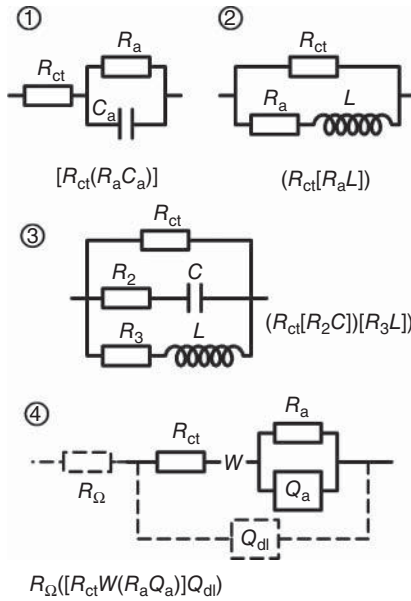 ①
R_ct
R_a
C_a
[R_ct(R_aC_a)]
②
R_ct
R_a L
(R_ct[R_aL])
③
R_ct
R_2 C
R_3 L
(R_ct[R_2C])[R_3L])
④
R_Ω
R_ct
W
R_a
Q_a
Q_dl
R_Ω([R_ctW(R_aQ_a)]Q_dl)